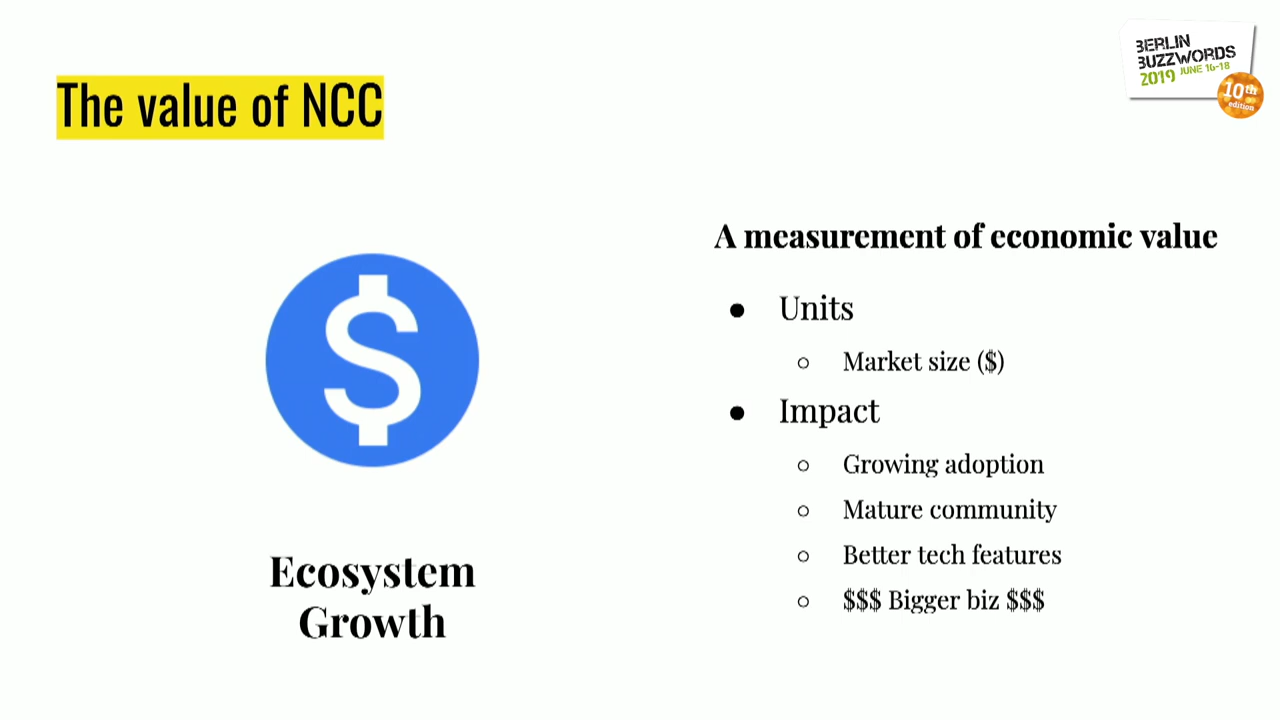 BERLIN
BUZZWORDS
2019 JUNE 16-18
10th
edition
The value of NCC
$
Ecosystem
Growth
A measurement of economic value
● Units
○ Market size ($)
● Impact
○ Growing adoption
○ Mature community
○ Better tech features
○ $$$ Bigger biz $$$